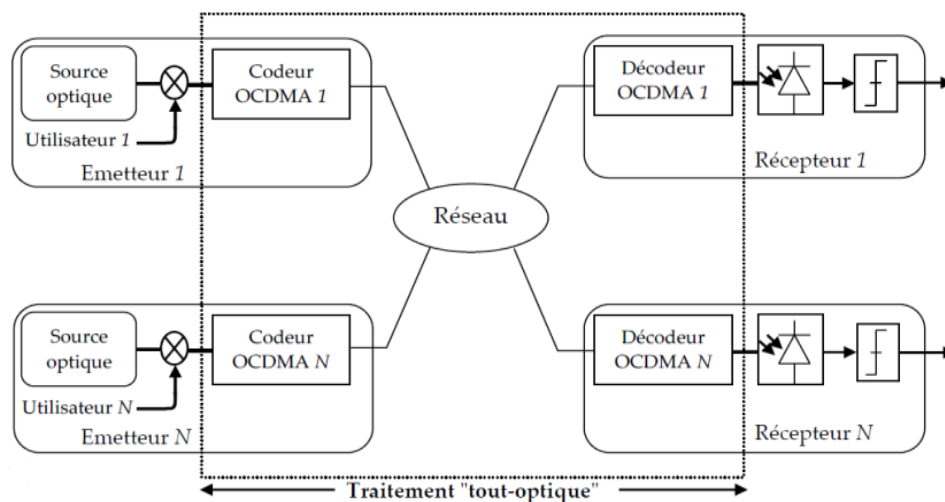 Source
optique
Utilisateur 1
Emetteur 1
Codeur
OCDMA 1
Décodeur
OCDMA 1
Récepteur 1
Réseau
Source
optique
Utilisateur N
Emetteur N
Codeur
OCDMA N
Décodeur
OCDMA N
Récepteur N
Traitement "tout-optique"